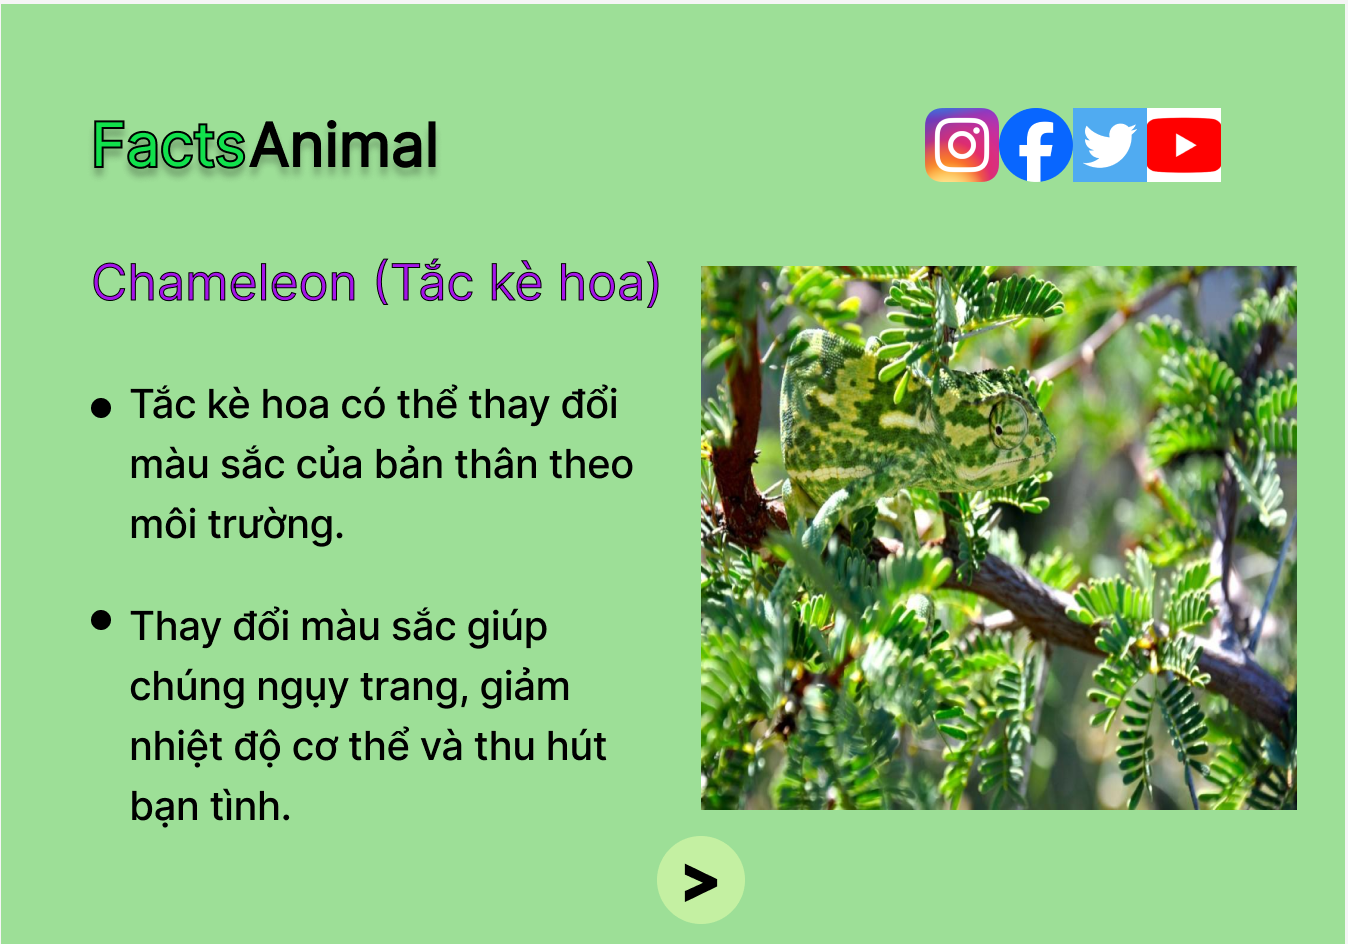 FactsAnimal
Chameleon (Tắc kè hoa)
Tắc kè hoa có thể thay đổi
màu sắc của bản thân theo
môi trường.
Thay đổi màu sắc giúp
chúng ngụy trang, giảm
nhiệt độ cơ thể và thu hút
bạn tình.
>